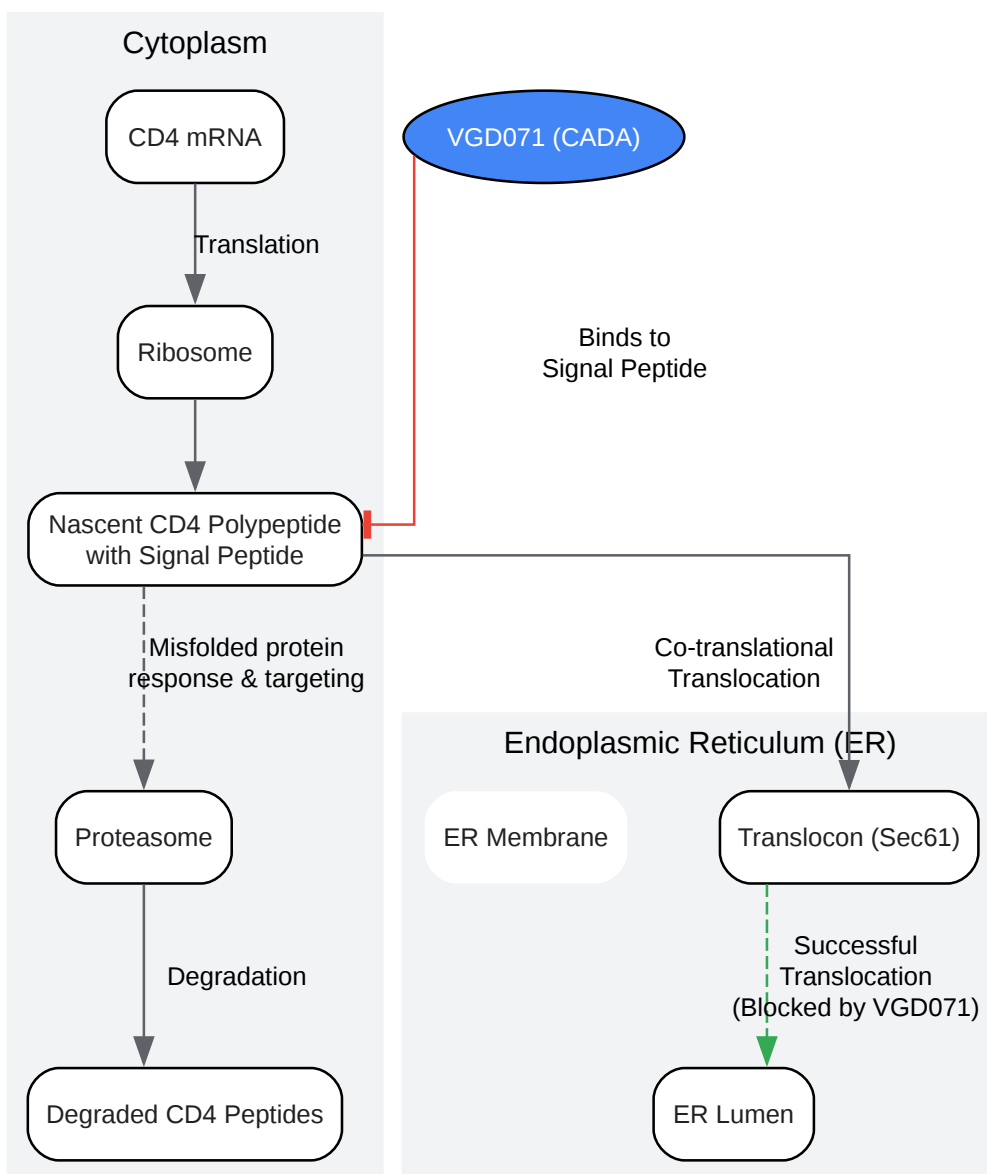 Cytoplasm
CD4 mRNA
VGD071 (CADA)
Translation
Binds to
Signal Peptide
Ribosome
Nascent CD4 Polypeptide
with Signal Peptide
Misfolded protein
response & targeting
Co-translational
Translocation
Endoplasmic Reticulum (ER)
Proteasome
ER Membrane
Translocon (Sec61)
Degradation
Successful
Translocation
(Blocked by VGD071)
Degraded CD4 Peptides
ER Lumen